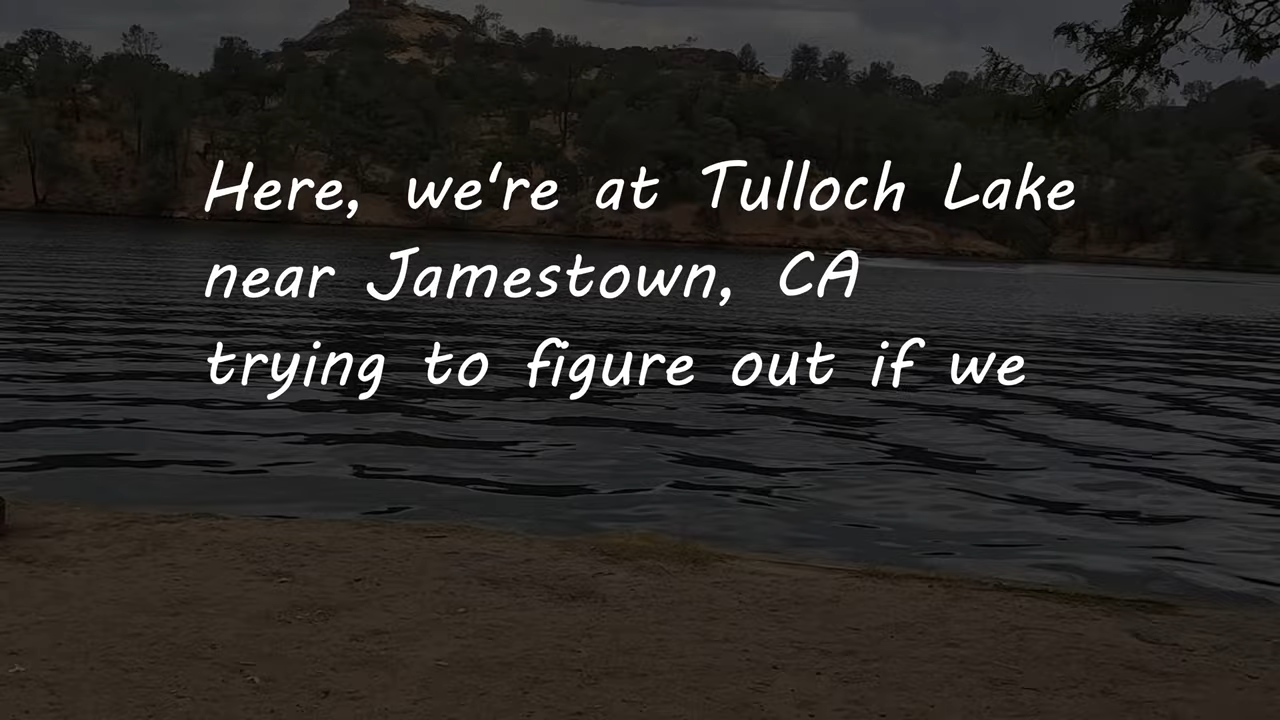 Here, we're at Tulloch Lake
near Jamestown, CA
trying to figure out if we